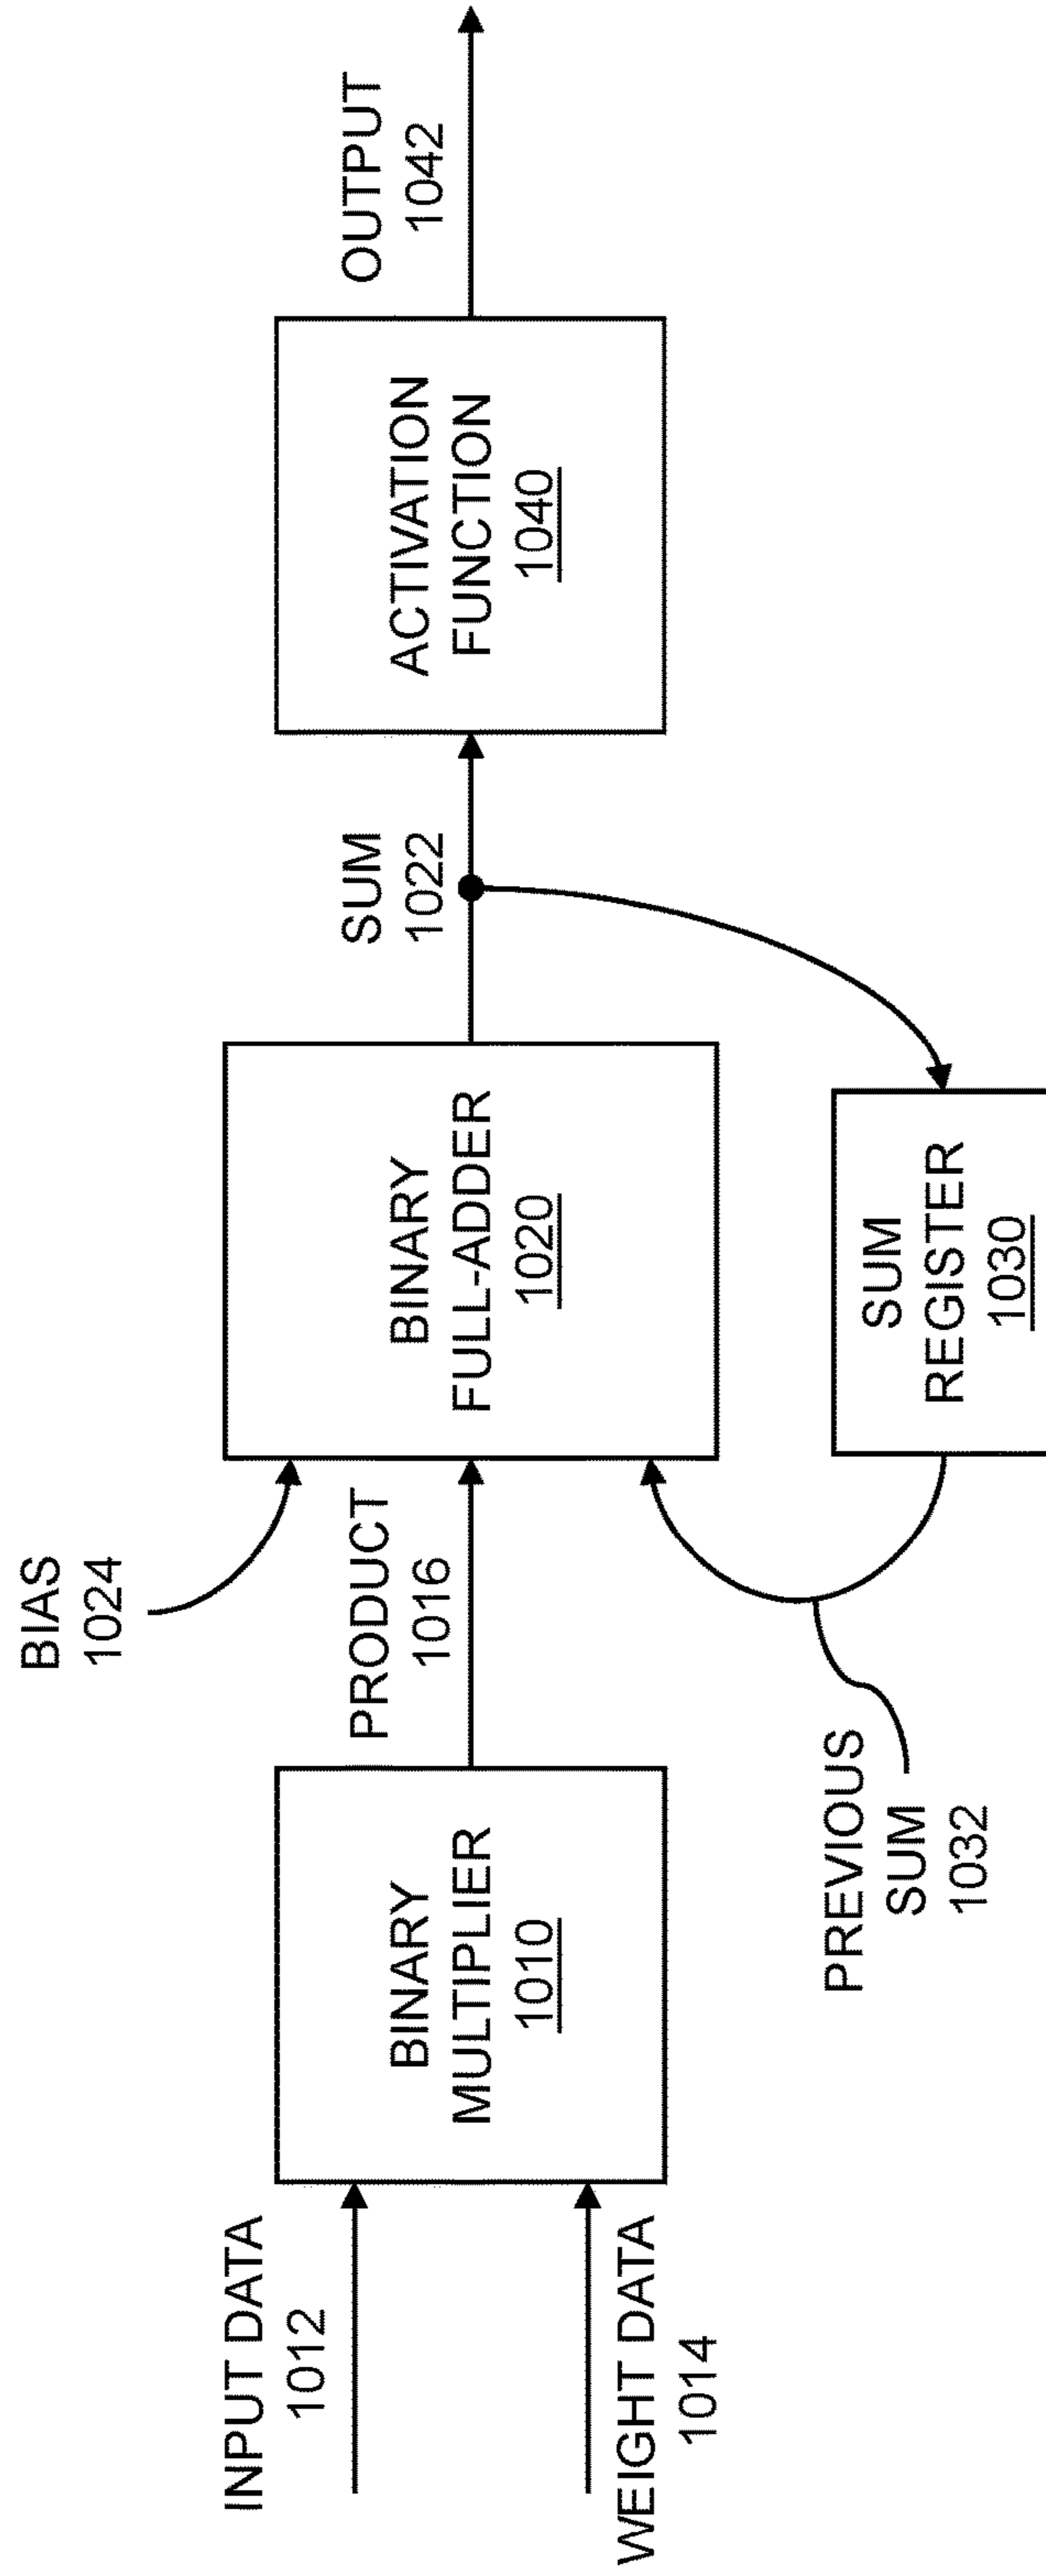 INPUT DATA
1012
WEIGHT DATA
1014
BINARY
MULTIPLIER
1010
PRODUCT
1016
BIAS
1024
PREVIOUS
SUM
1032
BINARY
FULL-ADDER
1020
SUM
REGISTER
1030
SUM
1022
ACTIVATION
FUNCTION
1040
OUTPUT
1042